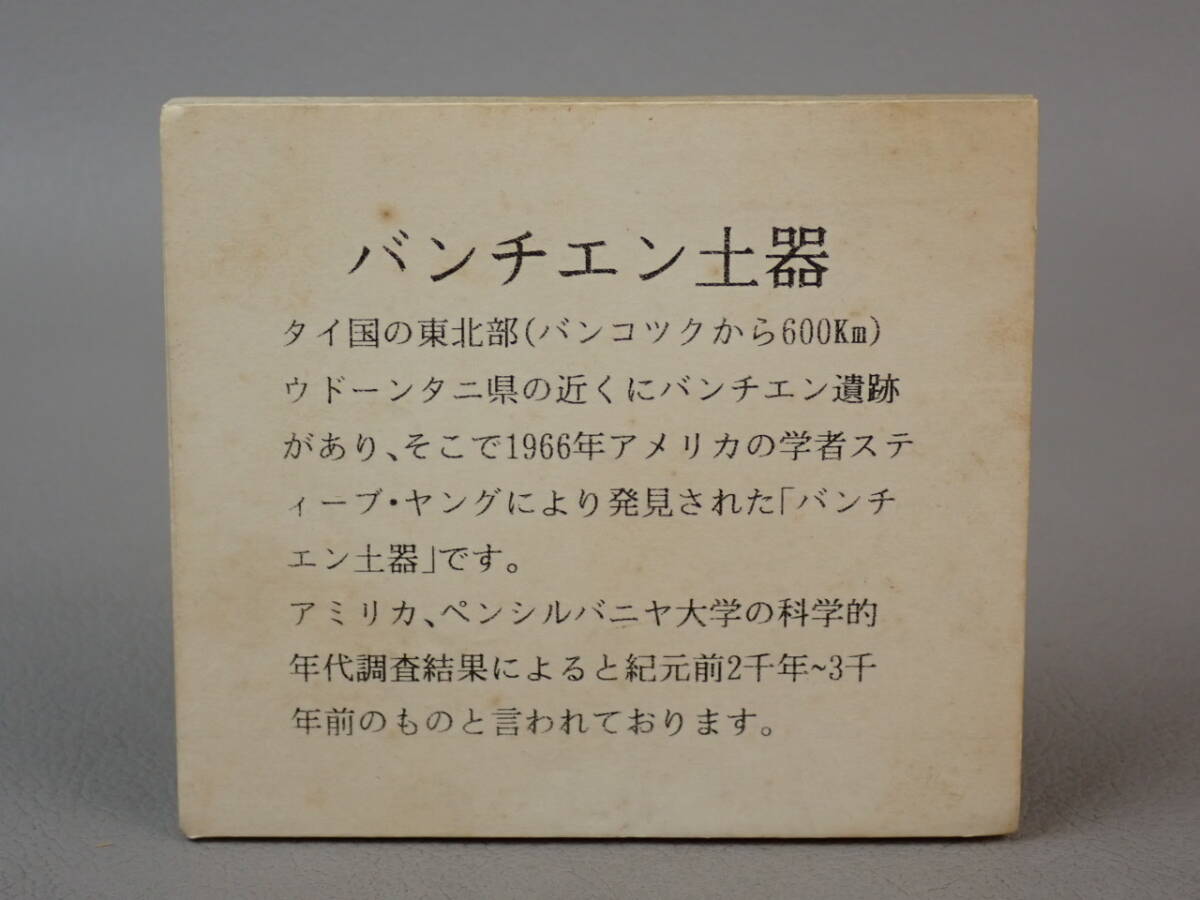 バンチエン土器
タイ国の東北部(バンコツクから600Km)
ウドーンタニ県の近くにバンチエン遺跡
があり、そこで1966年アメリカの学者ステ
ィーブ・ヤングにより発見された「バンチ
エン土器」です。
アミリカ、ペンシルバニヤ大学の科学的
年代調査結果によると紀元前2千年~3千
年前のものと言われております。